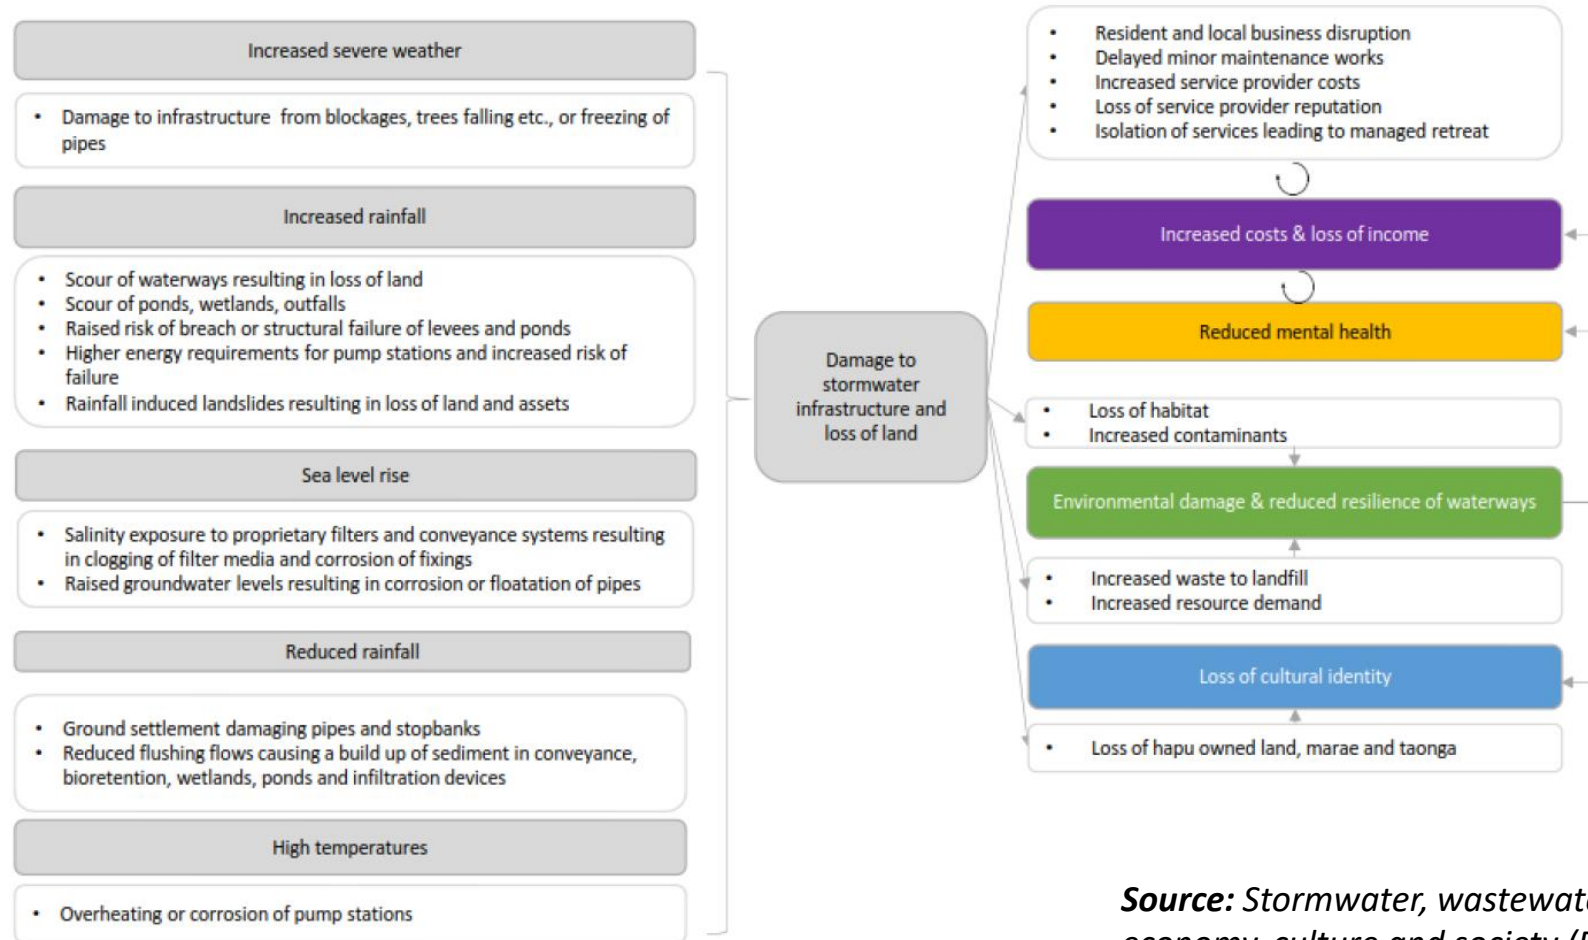 Increased severe weather
• Damage to infrastructure from blockages, trees falling etc., or freezing of
pipes
Increased rainfall
• Scour of waterways resulting in loss of land
• Scour of ponds, wetlands, outfalls
• Raised risk of breach or structural failure of levees and ponds
• Higher energy requirements for pump stations and increased risk of
failure
• Rainfall induced landslides resulting in loss of land and assets
Sea level rise
• Salinity exposure to proprietary filters and conveyance systems resulting
in clogging of filter media and corrosion of fixings
• Raised groundwater levels resulting in corrosion or floatation of pipes
Reduced rainfall
• Ground settlement damaging pipes and stopbanks
• Reduced flushing flows causing a build up of sediment in conveyance,
bioretention, wetlands, ponds and infiltration devices
High temperatures
• Overheating or corrosion of pump stations
Damage to
stormwater
infrastructure and
loss of land
• Resident and local business disruption
• Delayed minor maintenance works
• Increased service provider costs
• Loss of service provider reputation
• Isolation of services leading to managed retreat
Increased costs & loss of income
Reduced mental health
• Loss of habitat
• Increased contaminants
Environmental damage & reduced resilience of waterways
• Increased waste to landfill
• Increased resource demand
Loss of cultural identity
• Loss of hapu owned land, marae and taonga
Source: Stormwater,
economy, culture and society